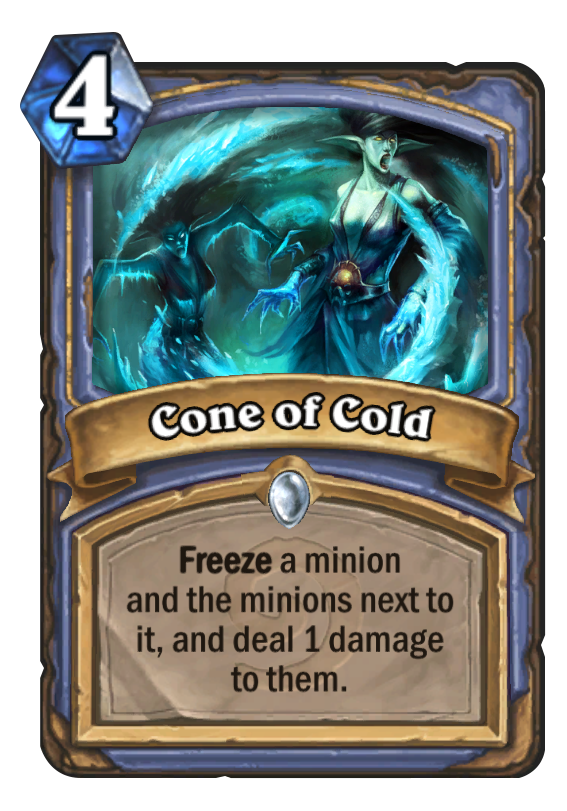 4
Cone of Cold
Freeze a minion
and the minions next to
it, and deal 1 damage
to them.